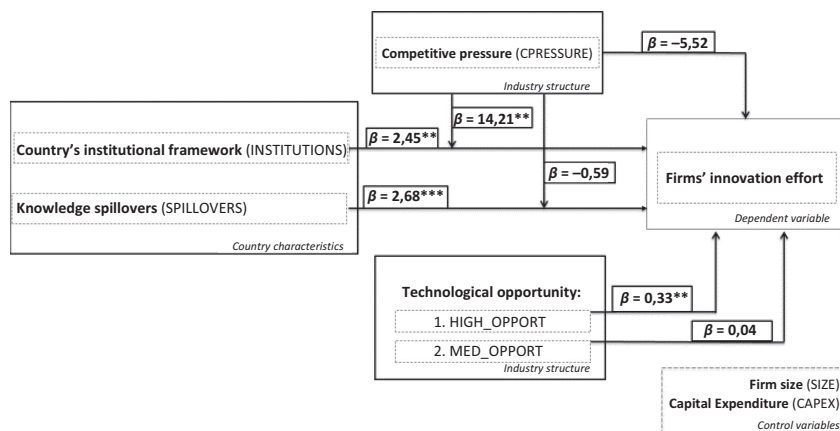 Competitive pressure (CPRESSURE)
Industry structure
β = –5,52
β = 14,21**
Country's institutional framework (INSTITUTIONS)
β = 2,45**
β = –0,59
Knowledge spillovers (SPILLOVERS)
β = 2,68***
Country characteristics
Firms' innovation effort
Dependent variable
Technological opportunity:
1. HIGH_OPPORT
2. MED_OPPORT
Industry structure
β = 0,33**
β = 0,04
Firm size (SIZE)
Capital Expenditure (CAPEX)
Control variables